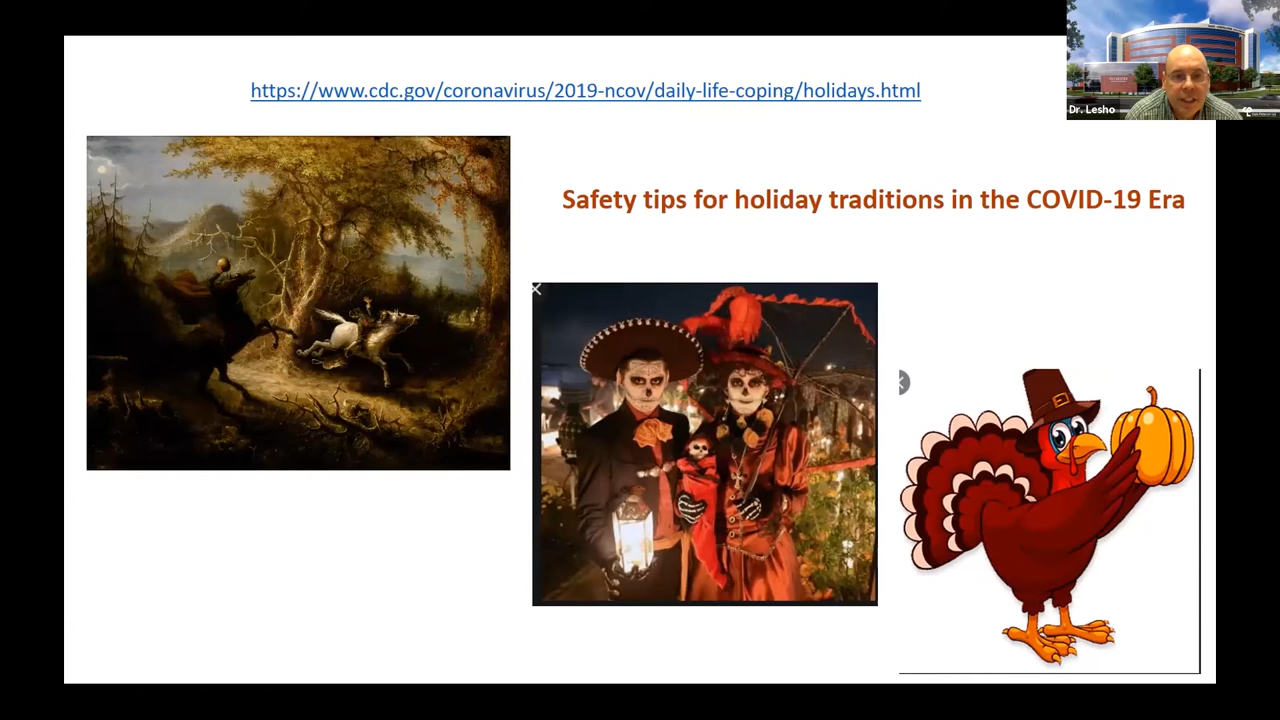 https://www.cdc.gov/coronavirus/2019-ncov/daily-life-coping/holidays.html
Dr. Lesho
Safety tips for holiday traditions in the COVID-19 Era